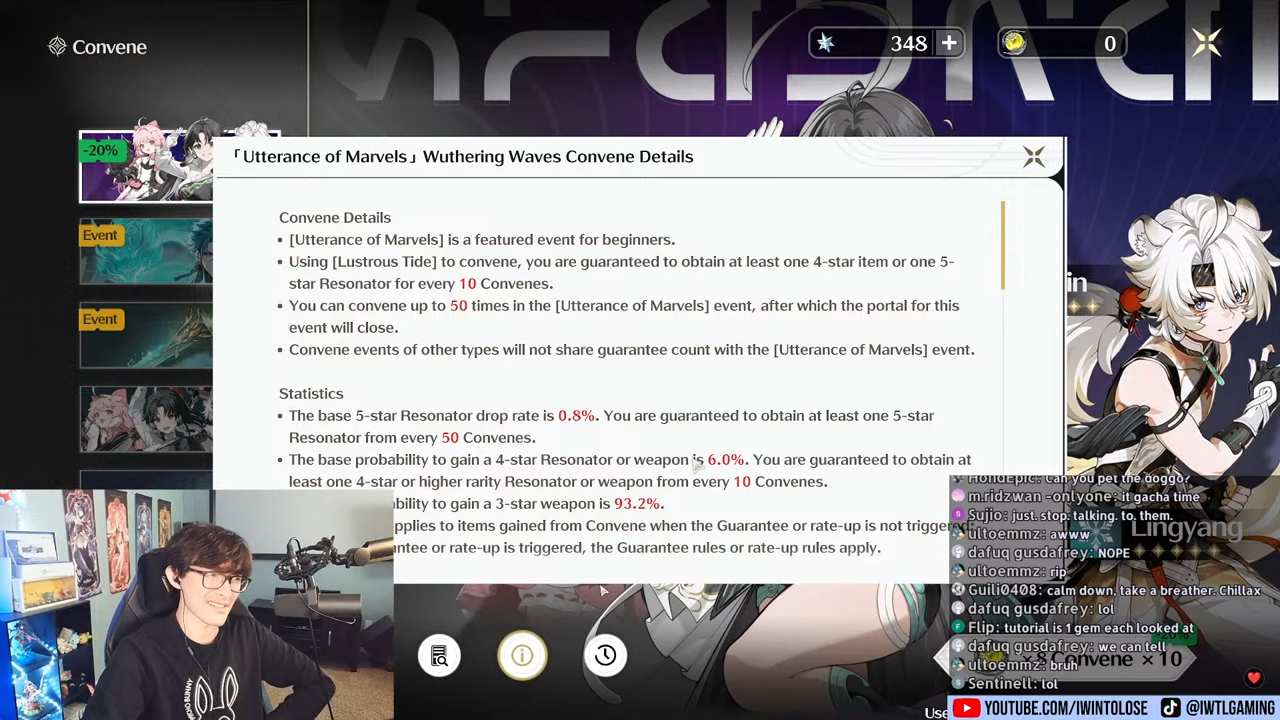 Convene
348
0
-20%
「Utterance of Marvels」Wuthering Waves Convene Details
Convene Details
• [Utterance of Marvels] is a featured event for beginners.
Event
• Using [Lustrous Tide] to convene, you are guaranteed to obtain at least one 4-star item or one 5-
star Resonator for every 10 Convenes.
• You can convene up to 50 times in the [Utterance of Marvels] event, after which the portal for this
event will close.
Event
• Convene events of other types will not share guarantee count with the [Utterance of Marvels] event.
Statistics
• The base 5-star Resonator drop rate is 0.8%. You are guaranteed to obtain at least one 5-star
Resonator from every 50 Convenes.
• The base probability to gain a 4-star Resonator or weapon is 6.0%. You are guaranteed to obtain at
least one 4-star or higher rarity Resonator or weapon from every 10 Convenes.
bility to gain a 3-star weapon is 93.2%.
to items gained from Convene when the Guarantee or rate-up is not
ntee or rate-up is triggered, the Guarantee rules or rate-up rules apply.
in
Lingyang
HondEpic: Can you pet the doggo?
m.ridzwan -onlyone: it gacha time
Sujio: just. stop. talking. to. them.
ultoemmz: awww
dafuq gusdafrey: NOPE
ultoemmz: rip
Guili0408: calm down, take a breather. Chillax
dafuq gusdafrey: lol
Flip: tutorial is 1 gem each looked at
dafuq gusdafrey: we can tell
ultoemmz: bruh
Sentinell: lol
Convene ×10
Use
YOUTUBE.COM/IWINTOLOSE
@IWTLGAMING